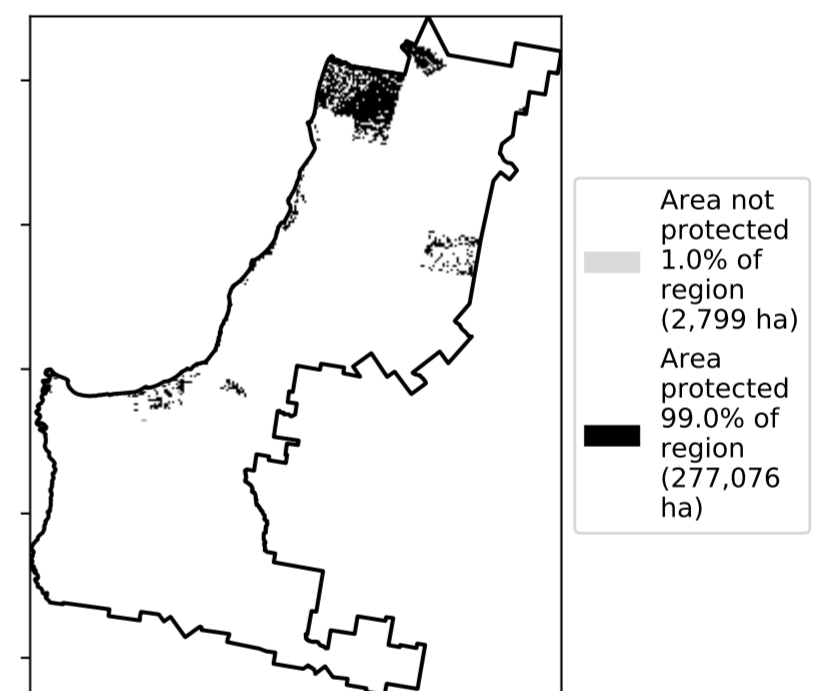 Area not
protected
1.0% of
region
(2,799 ha)
Area
protected
99.0% of
region
(277,076
ha)